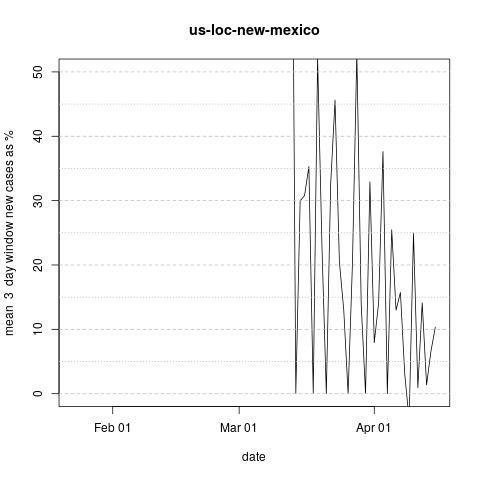 us-loc-new-mexico
mean 3 day window new cases as %
50
40
30
20
10
0
Feb 01
Mar 01
Apr 01
date